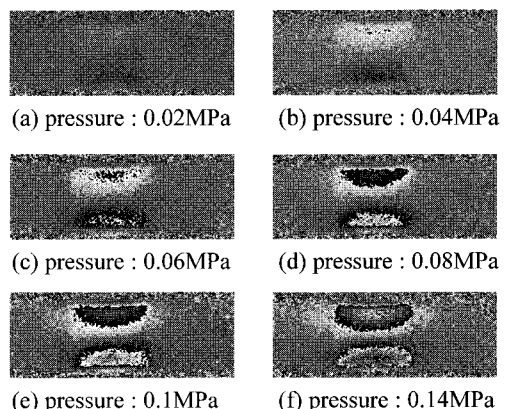 (a) pressure : 0.02MPa
(b) pressure : 0.04MPa
(c) pressure : 0.06MPa
(d) pressure : 0.08MPa
(e) pressure : 0.1MPa
(f) pressure : 0.14MPa